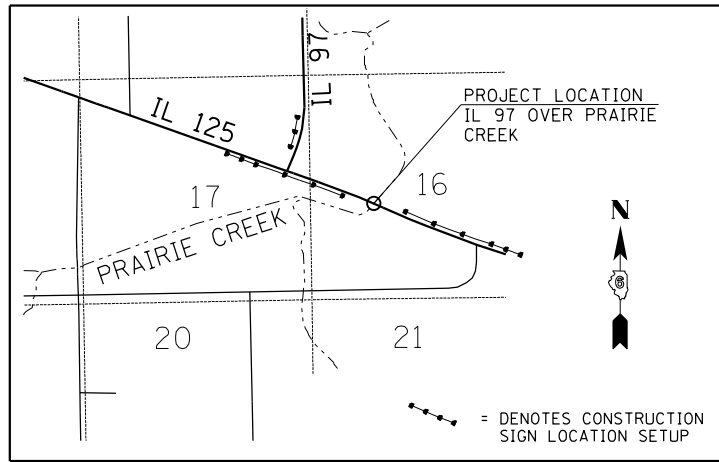 IL 97
IL 125
PROJECT LOCATION
IL 97 OVER PRAIRIE
CREEK
16
17
PRAIRIE CREEK
N
6
20
21
= DENOTES CONSTRUCTION
SIGN LOCATION SETUP